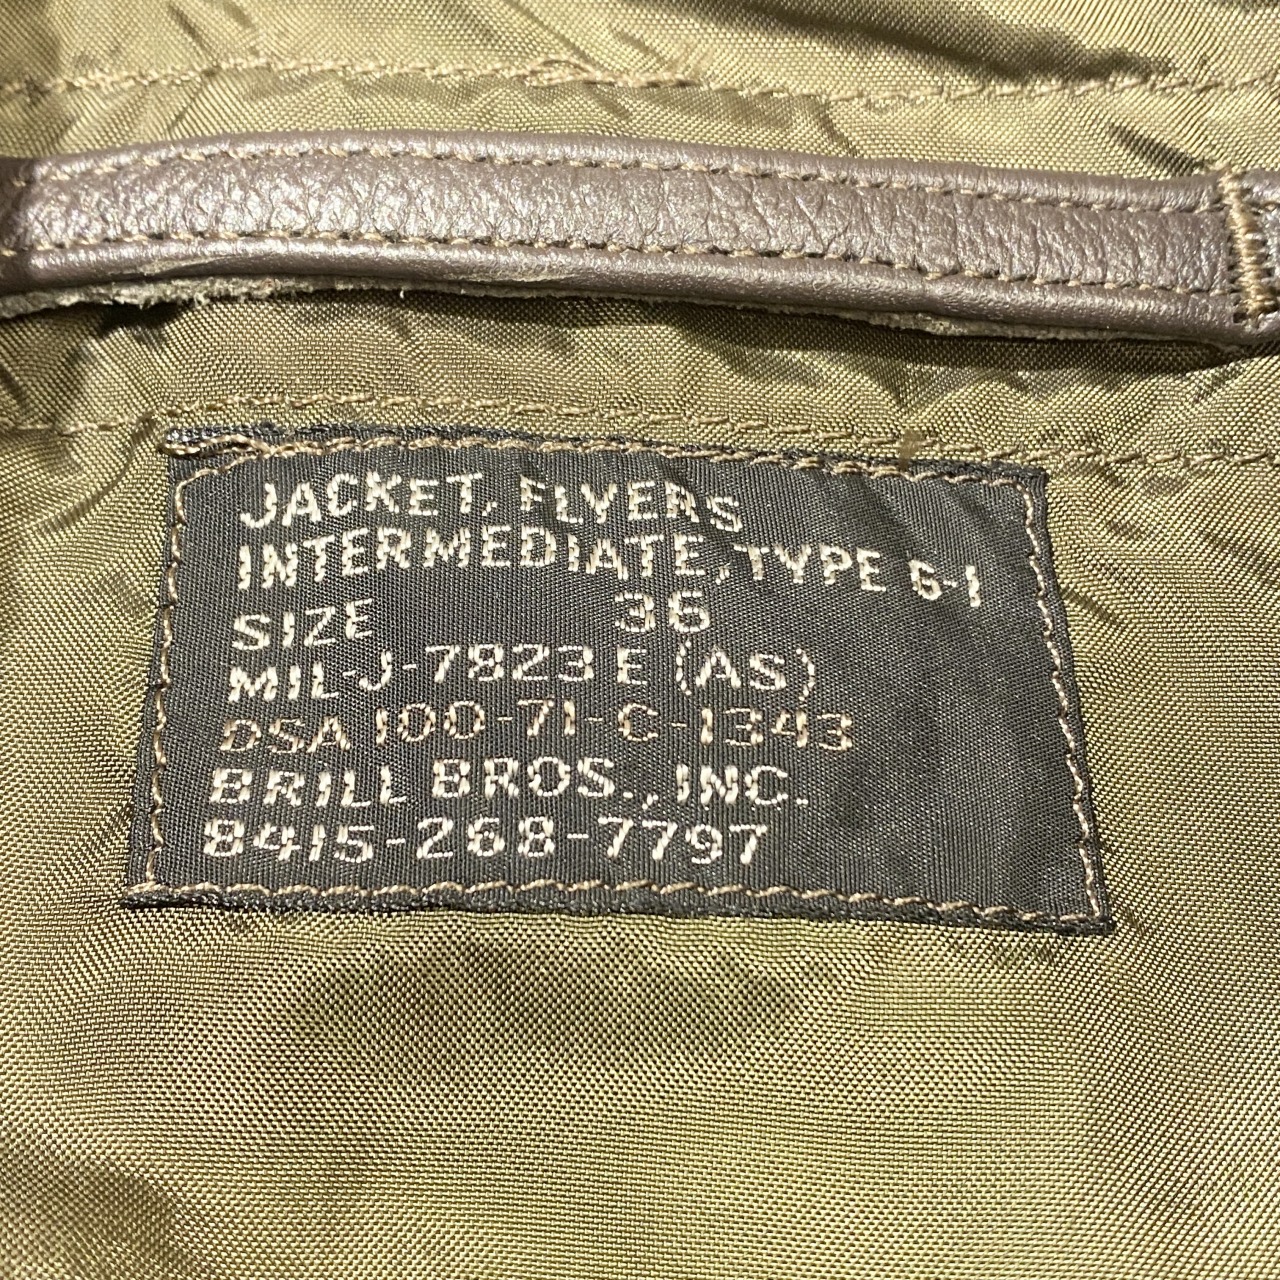 JACKET, FLYERS
INTERMEDIATE, TYPE G-1
SIZE 36
MIL-J-7823 E (AS)
DSA 100-71-C-1343
BRILL BROS., INC.
8415-268-7797